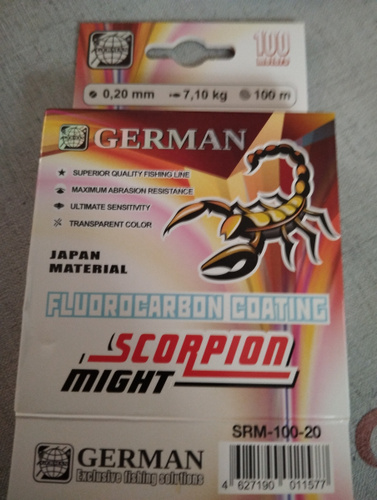 100
METERS
0,20 mm
7,10 kg
100 m
GERMAN
SUPERIOR QUALITY FISHING LINE
MAXIMUM ABRASION RESISTANCE
ULTIMATE SENSITIVITY
TRANSPARENT COLOR
JAPAN
MATERIAL
FLUOROCARBON COATING
SCORPION
MIGHT
SRM-100-20
GERMAN
Exclusive fishing solutions
4 627190 011577